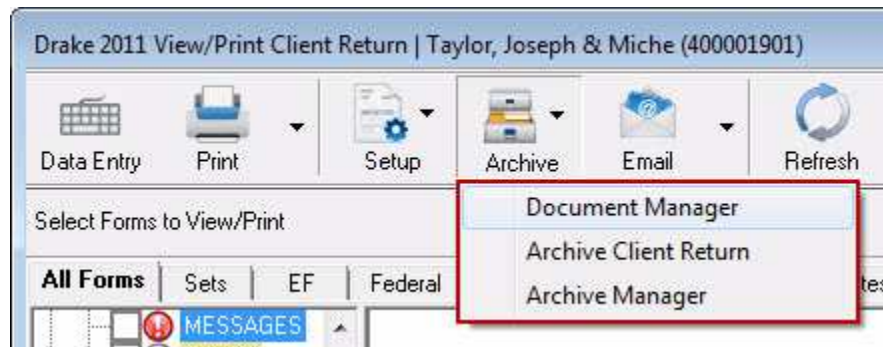 Drake 2011 View/Print Client Return | Taylor, Joseph & Miche (400001901)
Data Entry Print Setup Archive Email Refresh
Select Forms to View/Print
Document Manager
Archive Client Return
Archive Manager
All Forms Sets EF Federal
MESSAGES